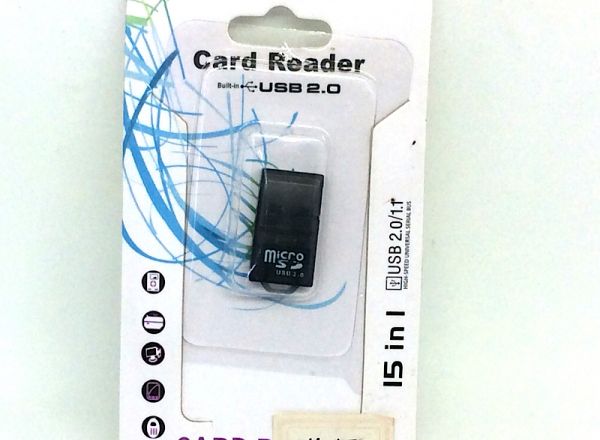 Card Reader
Built-in USB 2.0
micro
SD
USB 2.0
USB 2.0/1.1
HIGH-SPEED UNIVERSAL SERIAL BUS
15 in 1
CARD